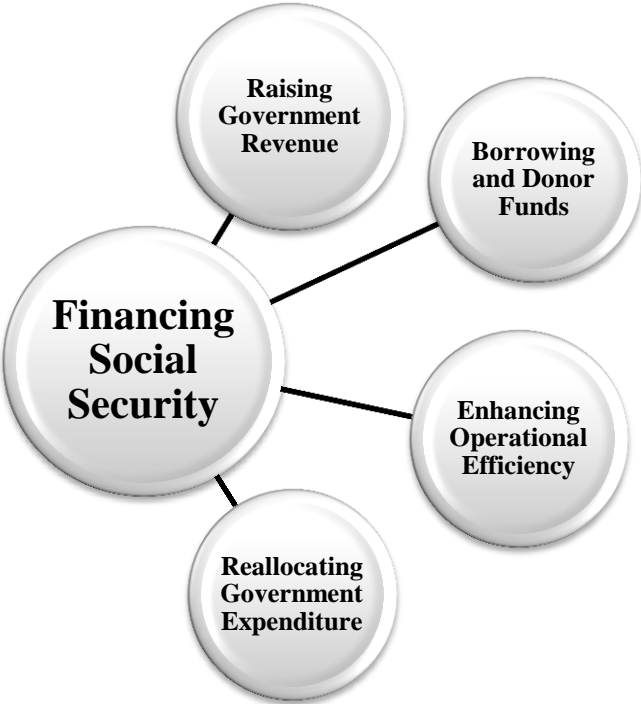 Raising
Government
Revenue
Borrowing
and Donor
Funds
Financing
Social
Security
Enhancing
Operational
Efficiency
Reallocating
Government
Expenditure